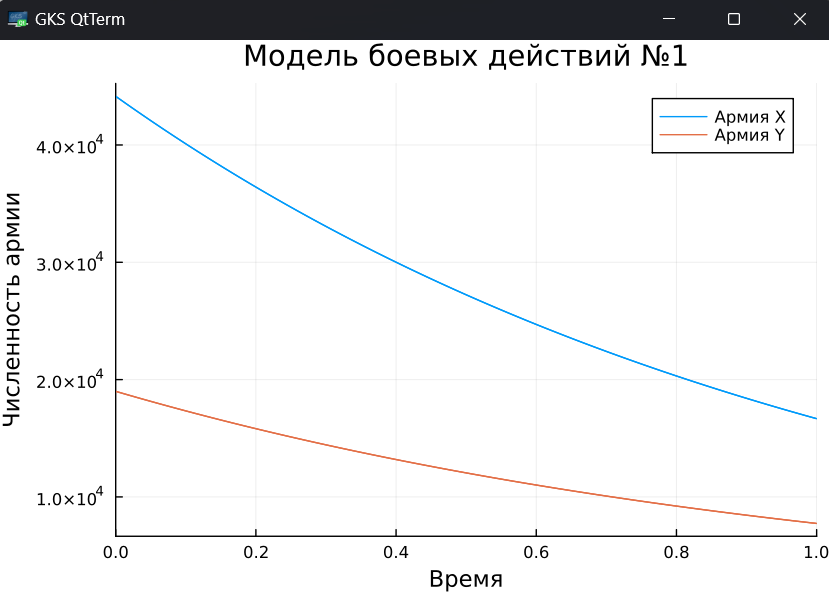 GKS QtTerm
Модель боевых действий №1
Армия X
Армия Y
Численность армии
4.0×10⁴
3.0×10⁴
2.0×10⁴
1.0×10⁴
0.0 0.2 0.4 0.6 0.8 1.0
Время